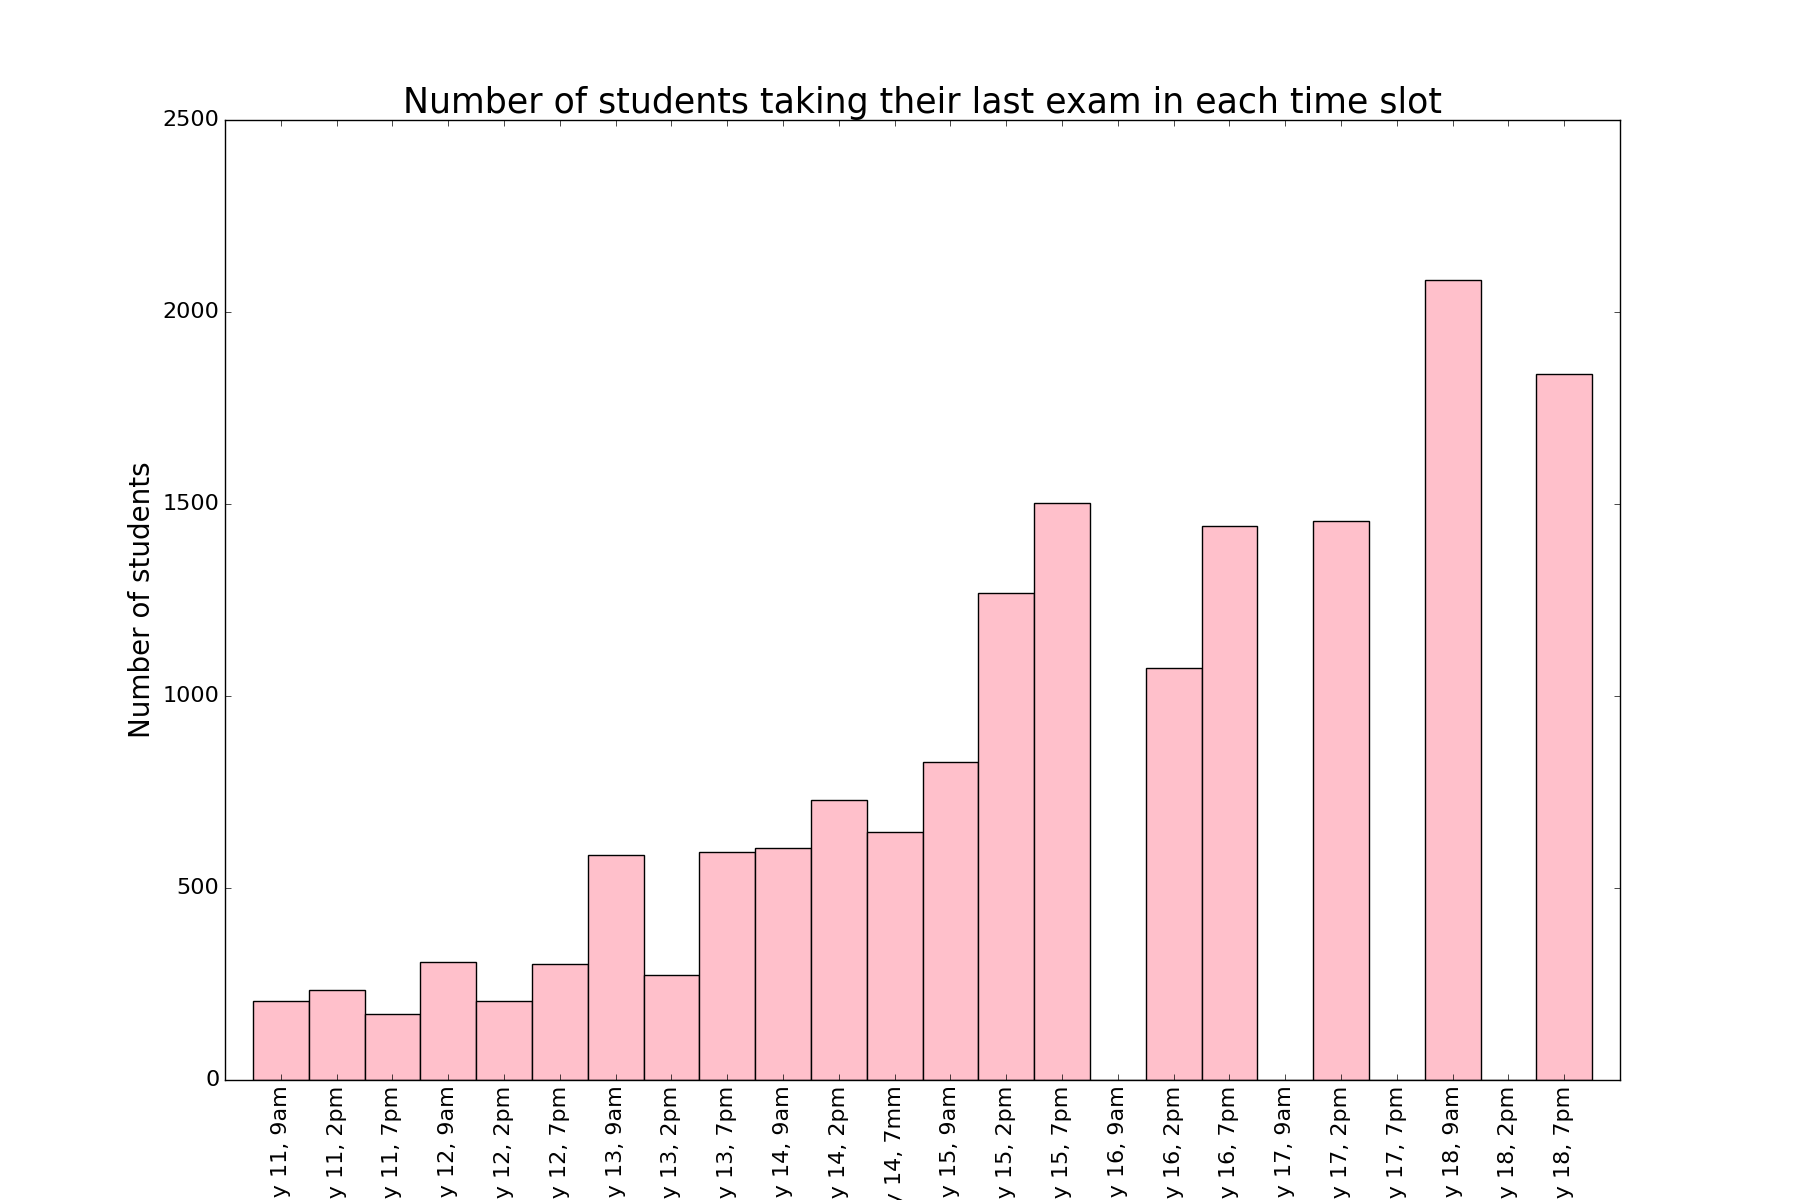 Number of students taking their last exam in each time slot
Number of students
2500
2000
1500
1000
500
0
y 11, 9am
y 11, 2pm
y 11, 7pm
y 12, 9am
y 12, 2pm
y 12, 7pm
y 13, 9am
y 13, 2pm
y 13, 7pm
y 14, 9am
y 14, 2pm
y 14, 7mm
y 15, 9am
y 15, 2pm
y 15, 7pm
y 16, 9am
y 16, 2pm
y 16, 7pm
y 17, 9am
y 17, 2pm
y 17, 7pm
y 18, 9am
y 18, 2pm
y 18, 7pm